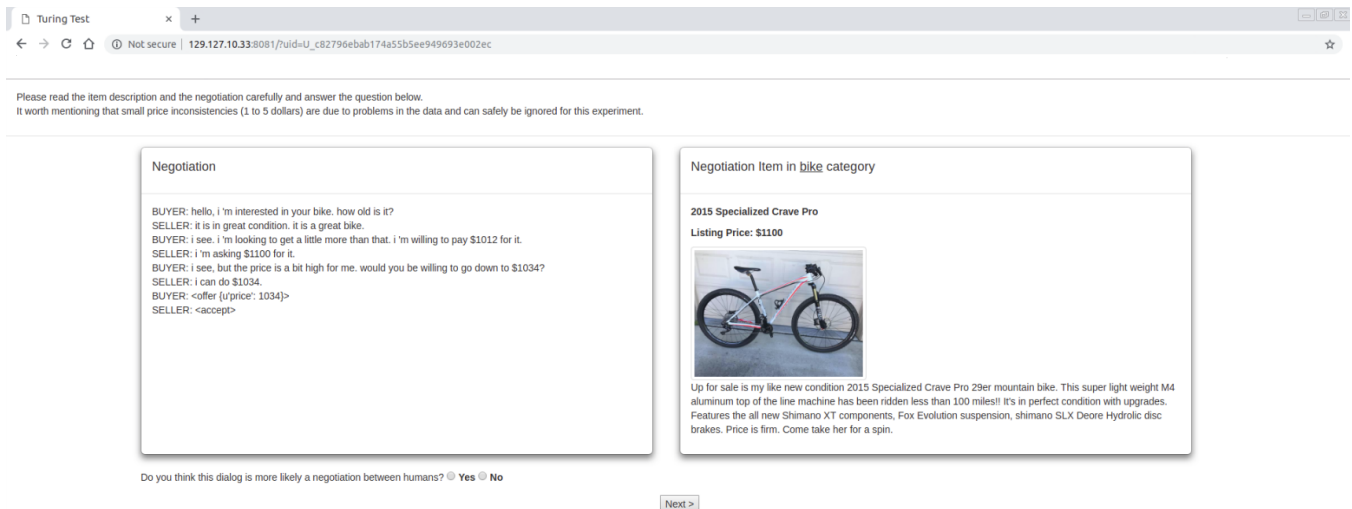 Turing Test
Not secure | 129.127.10.33:8081/?uid=U_c82796ebab174a55b5ee949693e002ec
Please read the item description and the negotiation carefully and answer the question below.
It worth mentioning that small price inconsistencies (1 to 5 dollars) are due to problems in the data and can safely be ignored for this experiment.
Negotiation
BUYER: hello, i 'm interested in your bike. how old is it?
SELLER: it is in great condition. it is a great bike.
BUYER: i see. i 'm looking to get a little more than that. i 'm willing to pay $1012 for it.
SELLER: i 'm asking $1100 for it.
BUYER: i see, but the price is a bit high for me. would you be willing to go down to $1034?
SELLER: i can do $1034.
BUYER: <offer {u'price': 1034}>
SELLER: <accept>
Negotiation Item in bike category
2015 Specialized Crave Pro
Listing Price: $1100
Up for sale is my like new condition 2015 Specialized Crave Pro 29er mountain bike. This super light weight M4
aluminum top of the line machine has been ridden less than 100 miles!! It's in perfect condition with upgrades.
Features the all new Shimano XT components, Fox Evolution suspension, shimano SLX Deore Hydrolic disc
brakes. Price is firm. Come take her for a spin.
Do you think this dialog is more likely a negotiation between humans? Yes No
Next >